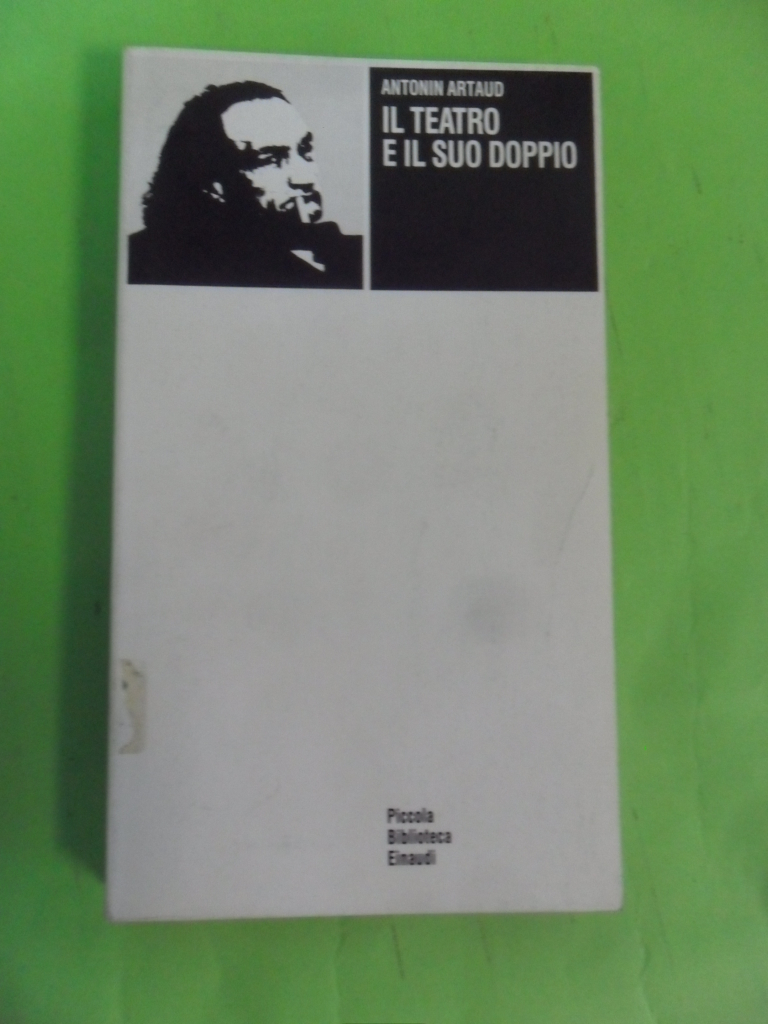 ANTONIN ARTAUD
IL TEATRO
E IL SUO DOPPIO
Piccola
Biblioteca
Einaudi